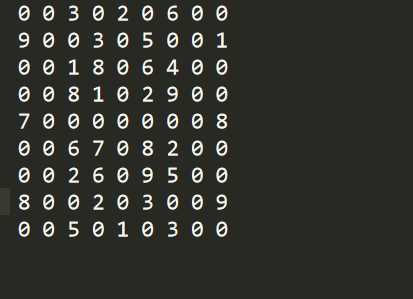 0 0 3 0 2 0 6 0 0
9 0 0 3 0 5 0 0 1
0 0 1 8 0 6 4 0 0
0 0 8 1 0 2 9 0 0
7 0 0 0 0 0 0 0 8
0 0 6 7 0 8 2 0 0
0 0 2 6 0 9 5 0 0
8 0 0 2 0 3 0 0 9
0 0 5 0 1 0 3 0 0